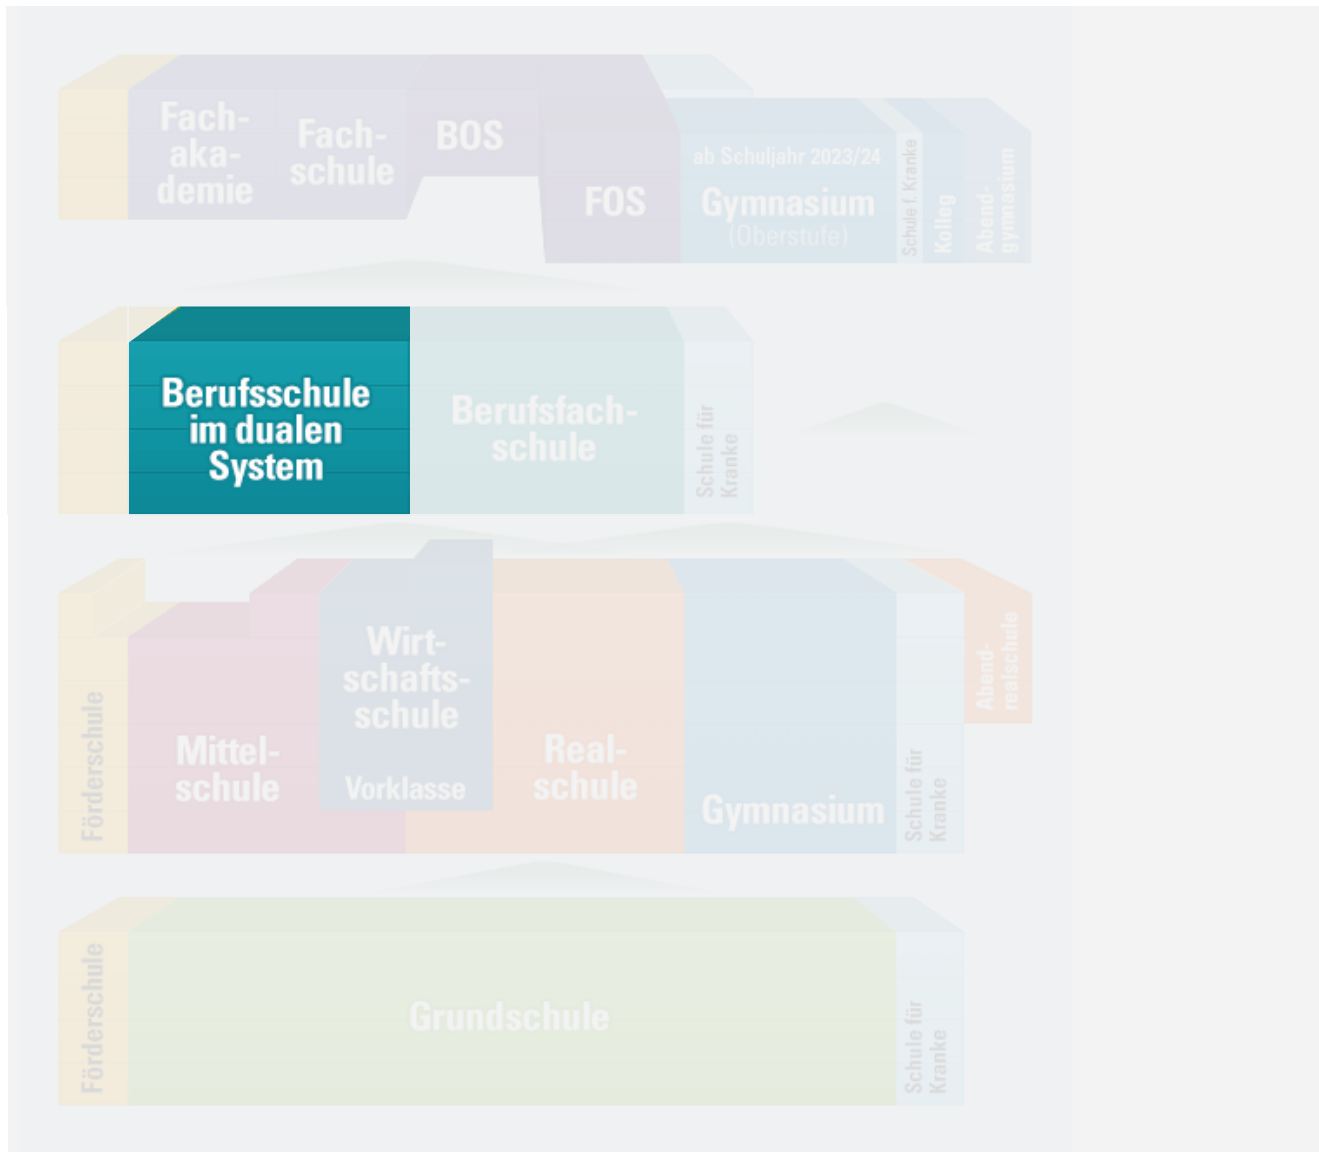 Fach-
aka-
demie
Fach-
schule
BOS
FOS
ab Schuljahr 2023/24
Gymnasium
(Oberstufe)
Schule f. Kranke
Kolleg
Abend-
gymnasium
Berufsschule
im dualen
System
Berufsfach-
schule
Schule für
Kranke
Förderschule
Mittel-
schule
Wirt-
schafts-
schule
Vorklasse
Real-
schule
Gymnasium
Schule für
Kranke
Abend-
realschule
Förderschule
Grundschule
Schule für
Kranke